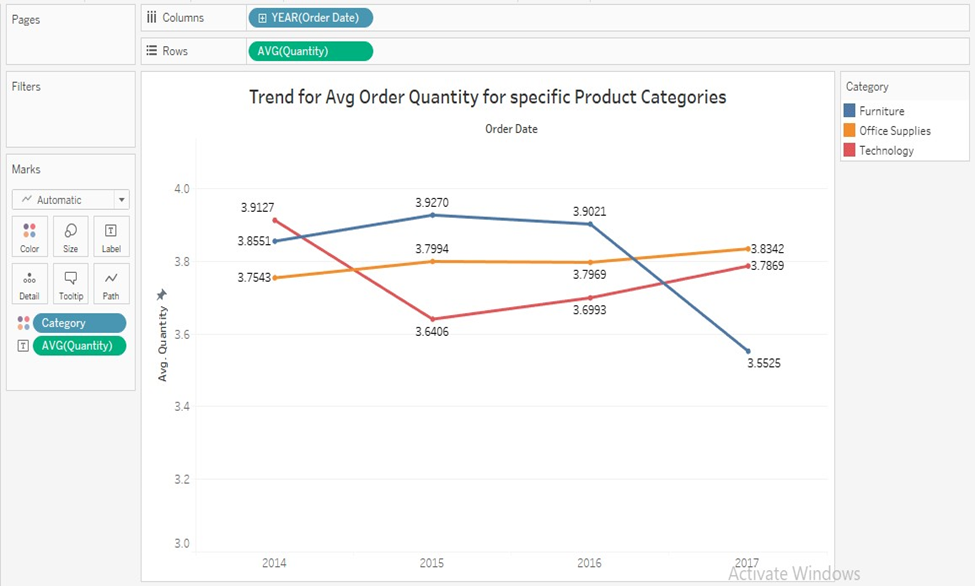 Pages
Columns
YEAR(Order Date)
Rows
AVG(Quantity)
Filters
Marks
Automatic
Color
Size
Label
Detail
Tooltip
Path
Category
AVG(Quantity)
Trend for Avg Order Quantity for specific Product Categories
Order Date
Avg. Quantity
4.0
3.8
3.6
3.4
3.2
3.0
3.9127
3.8551
3.7543
3.9270
3.7994
3.6406
3.9021
3.7969
3.6993
3.8342
3.7869
3.5525
2014
2015
2016
2017
Category
Furniture
Office Supplies
Technology
Activate Windows